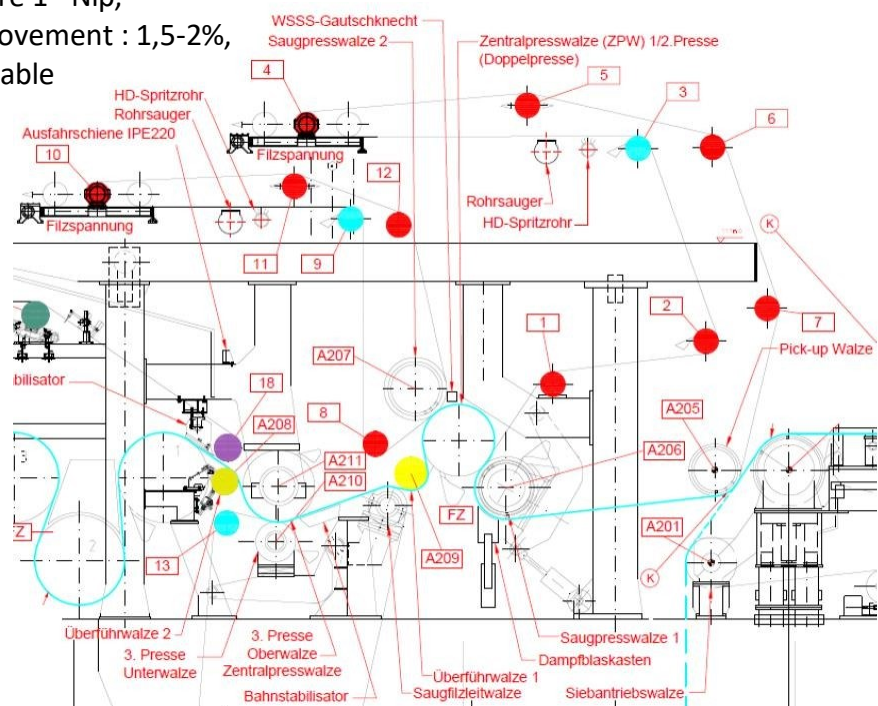 re 1st Nip,
ovement : 1,5-2%,
able
WSSS-Gautschknecht
Saugpresswalze 2
Zentralpresswalze (ZPW) 1/2.Presse
(Doppelpresse)
4
5
3
6
HD-Spritzrohr
Rohrsauger
Ausfahrschiene IPE220
10
Filzspannung
12
Rohrsauger
HD-Spritzrohr
Filzspannung
11
9
K
1
2
7
Pick-up Walze
bilisator
A207
18
8
A208
A205
A211
A210
A206
FZ
FZ
A209
A201
1
2
13
K
Überführwalze 2
3. Presse
Unterwalze
3. Presse
Oberwalze
Zentralpresswalze
Bahnstabilisator
Überführwalze 1
Saugfilzleitwalze
Saugpresswalze 1
Dampfblaskasten
Siebantriebswalze